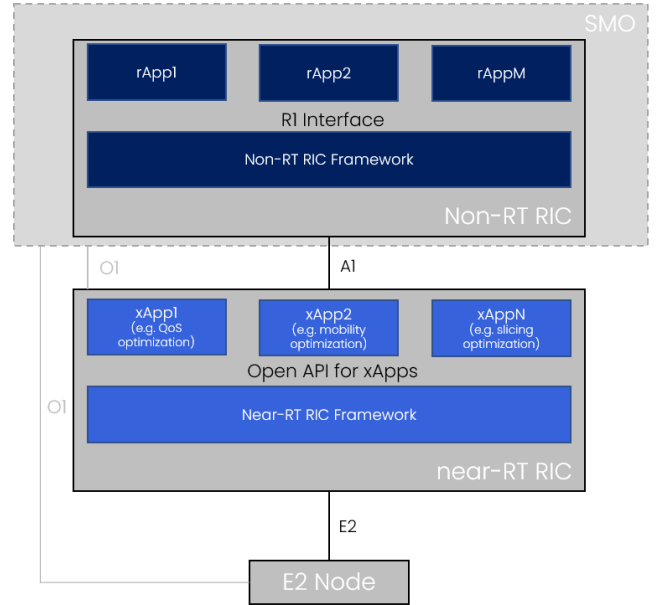 SMO
rApp1
rApp2
rAppM
R1 Interface
Non-RT RIC Framework
Non-RT RIC
O1
A1
xApp1
(e.g. QoS
optimization)
xApp2
(e.g. mobility
optimization)
xAppN
(e.g. slicing
optimization)
Open API for xApps
O1
Near-RT RIC Framework
near-RT RIC
E2
E2 Node